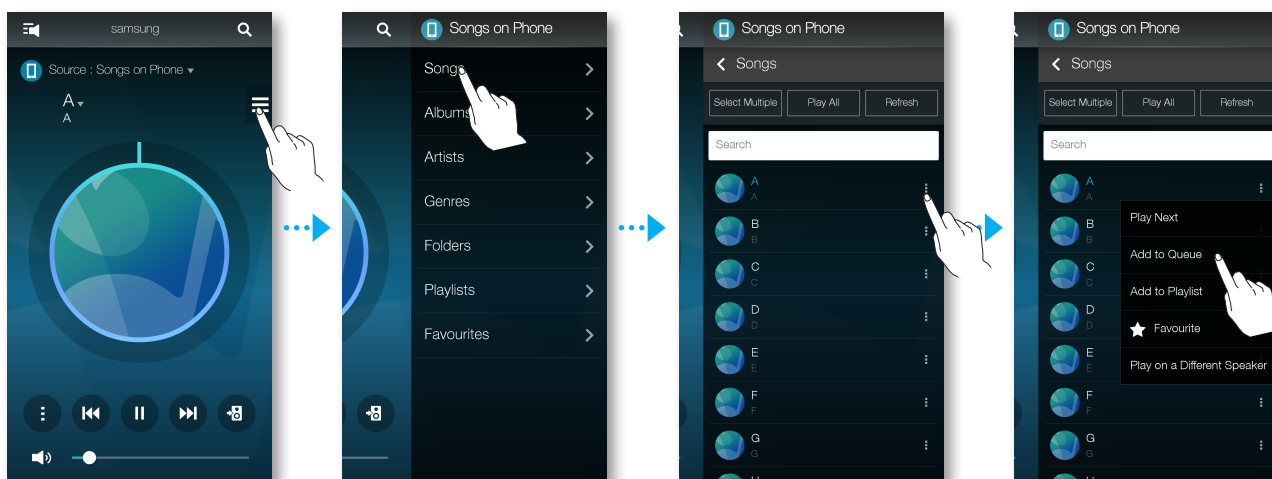 samsung
Source : Songs on Phone
A
A
Songs on Phone
Songs
Albums
Artists
Genres
Folders
Playlists
Favourites
Songs on Phone
Songs
Select Multiple Play All Refresh
Search
A
A
B
B
C
C
D
D
E
E
F
F
G
G
Songs on Phone
Songs
Select Multiple Play All Refresh
Search
A
A
B
B
C
C
D
D
E
E
F
F
G
G
Play Next
Add to Queue
Add to Playlist
Favourite
Play on a Different Speaker